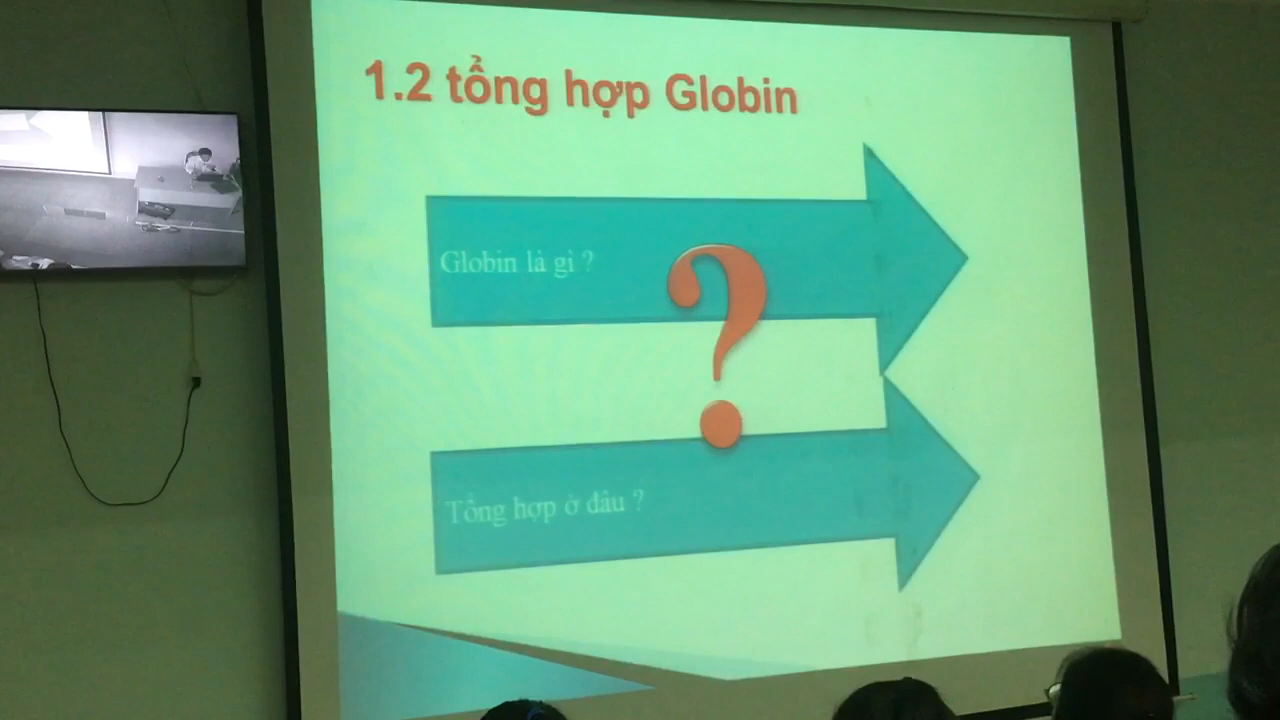 1.2 tổng hợp Globin
Globin là gì ?
?
Tổng hợp ở đâu ?